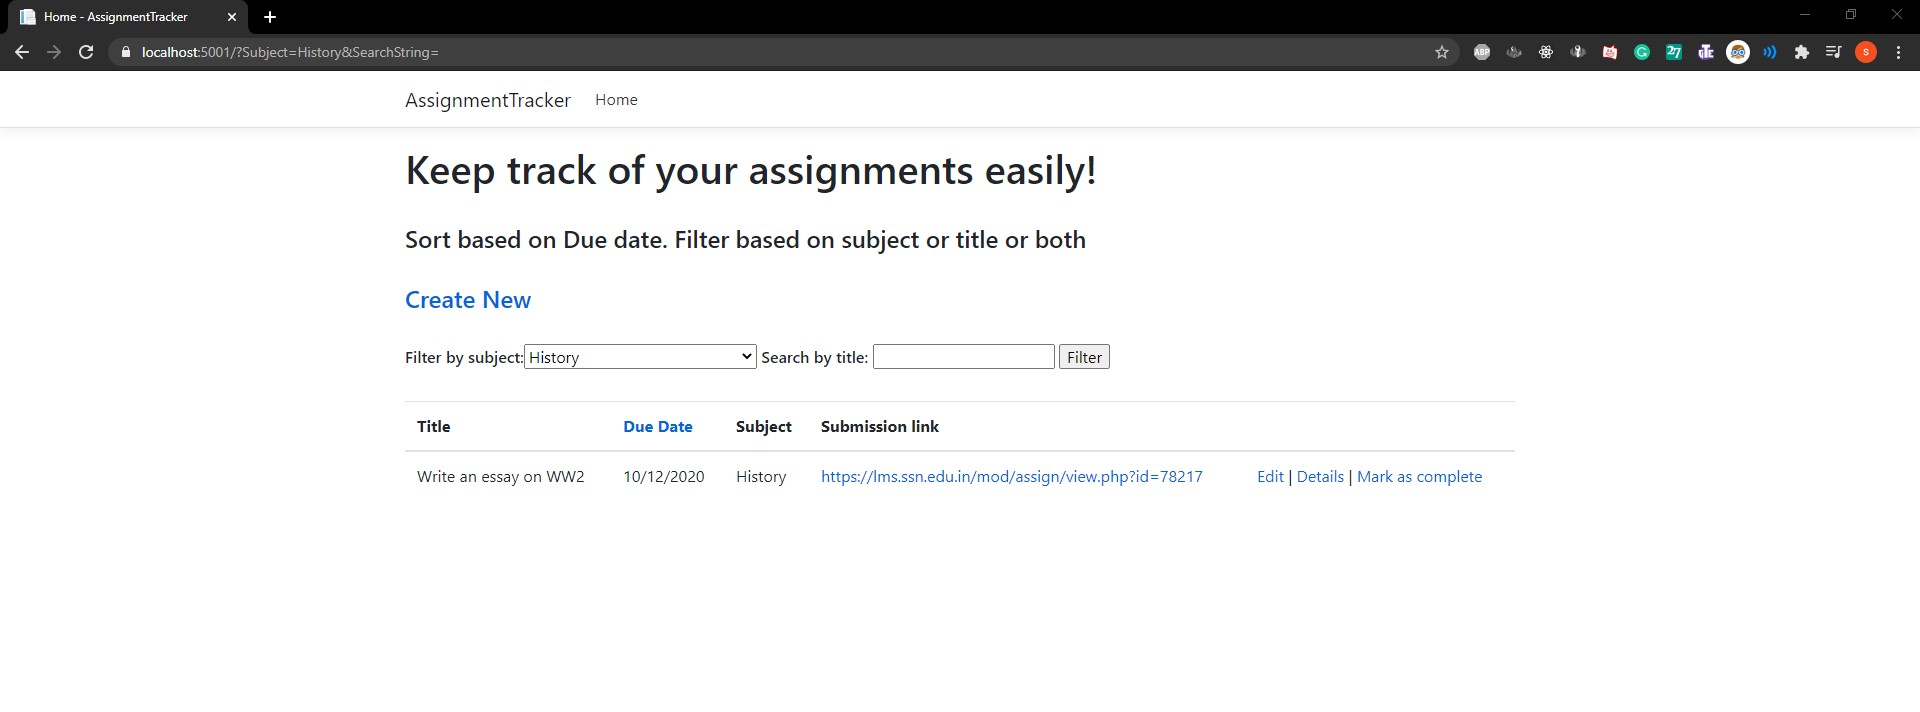 Home - AssignmentTracker
localhost:5001/?Subject=History&SearchString=
ABP
27
S
AssignmentTracker Home
Keep track of your assignments easily!
Sort based on Due date. Filter based on subject or title or both
Create New
Filter by subject: History Search by title: Filter
Title Due Date Subject Submission link
Write an essay on WW2 10/12/2020 History https://lms.ssn.edu.in/mod/assign/view.php?id=78217 Edit | Details | Mark as complete